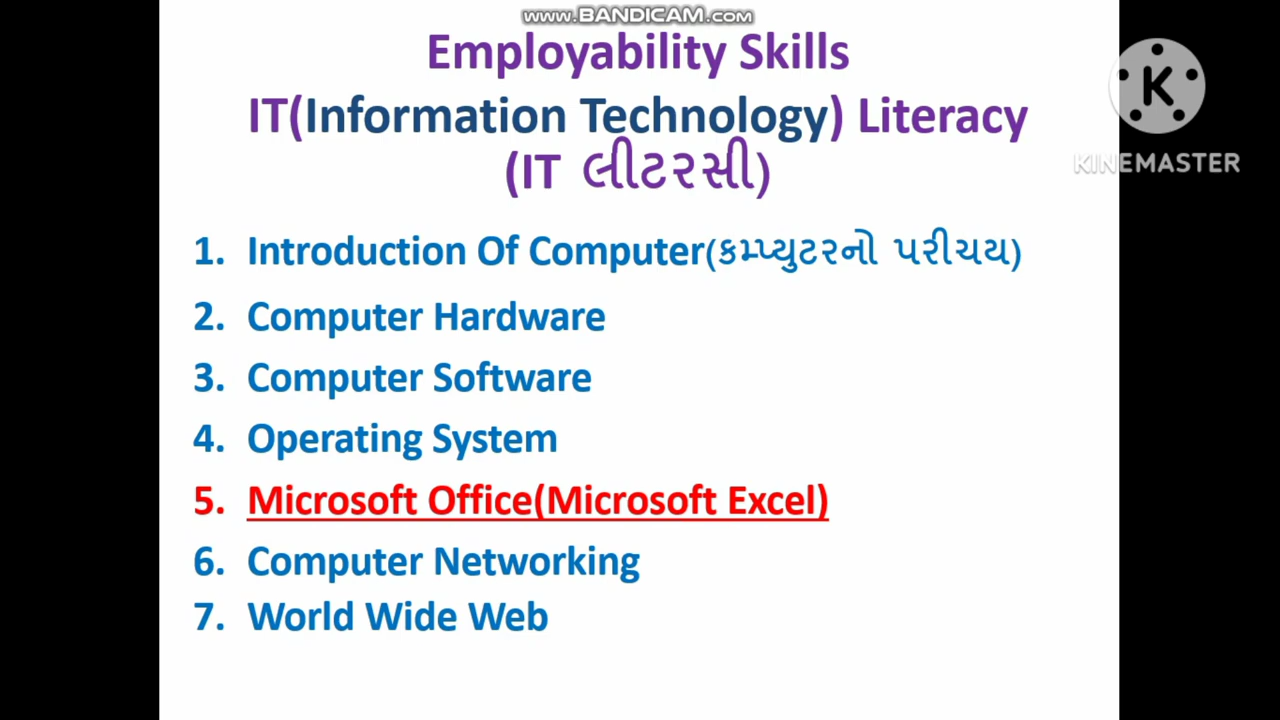 www.BANDICAM.com
Employability Skills
IT(Information Technology) Literacy
(IT લીટરસી)
K
KINEMASTER
1. Introduction Of Computer(કમ્પ્યુટરનો પરીચય)
2. Computer Hardware
3. Computer Software
4. Operating System
5. Microsoft Office(Microsoft Excel)
6. Computer Networking
7. World Wide Web